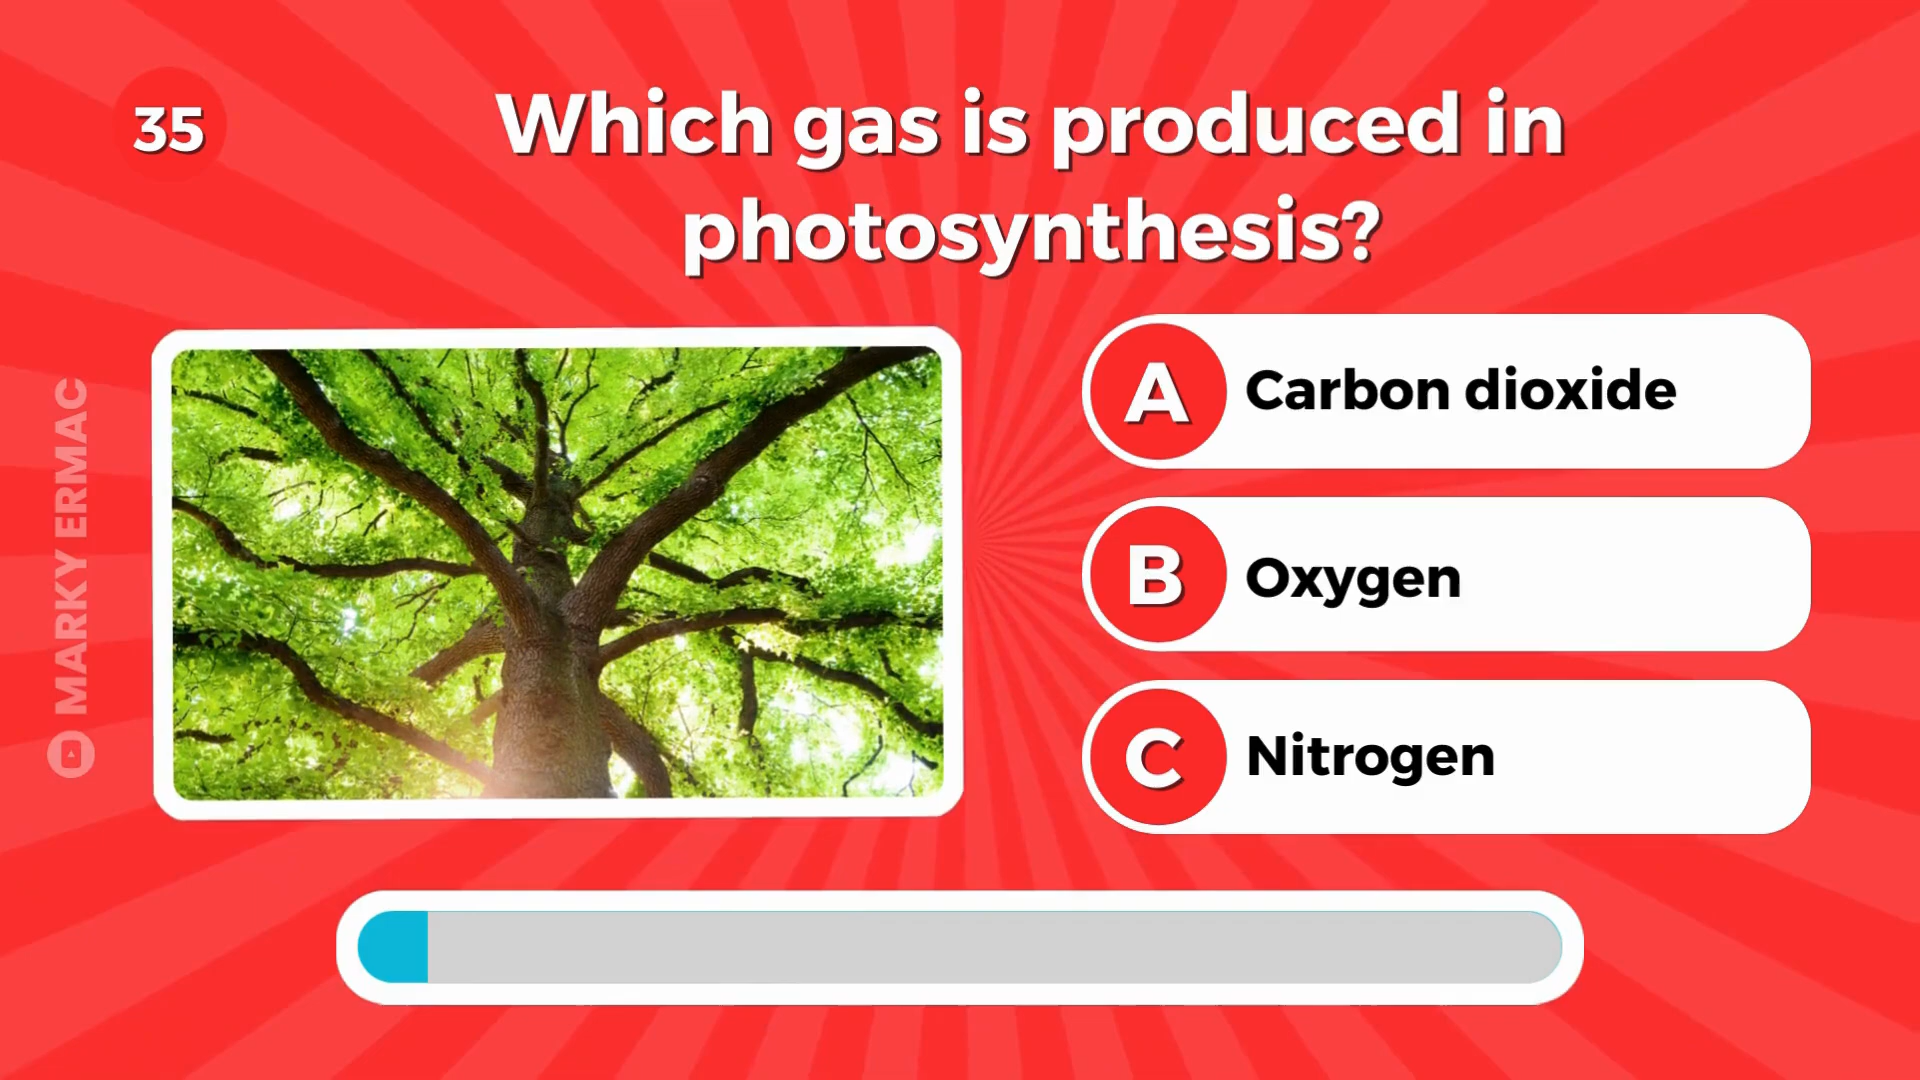 35
Which gas is produced in
photosynthesis?
MARKY ERMAC
A Carbon dioxide
B Oxygen
C Nitrogen